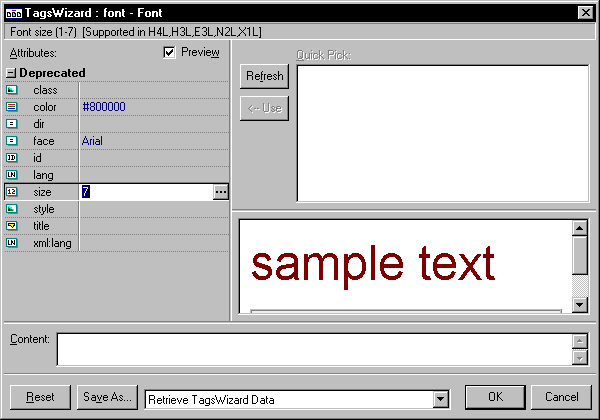 TagsWizard : font - Font
Font size (1-7) [Supported in H4L,H3L,E3L,N2L,X1L]
Attributes:
Preview
Quick Pick:
Deprecated
Refresh
<-- Use
class
color #800000
dir
face Arial
id
lang
size 7 ...
style
title
xml:lang
sample text
Content:
Reset
Save As...
Retrieve TagsWizard Data
OK
Cancel